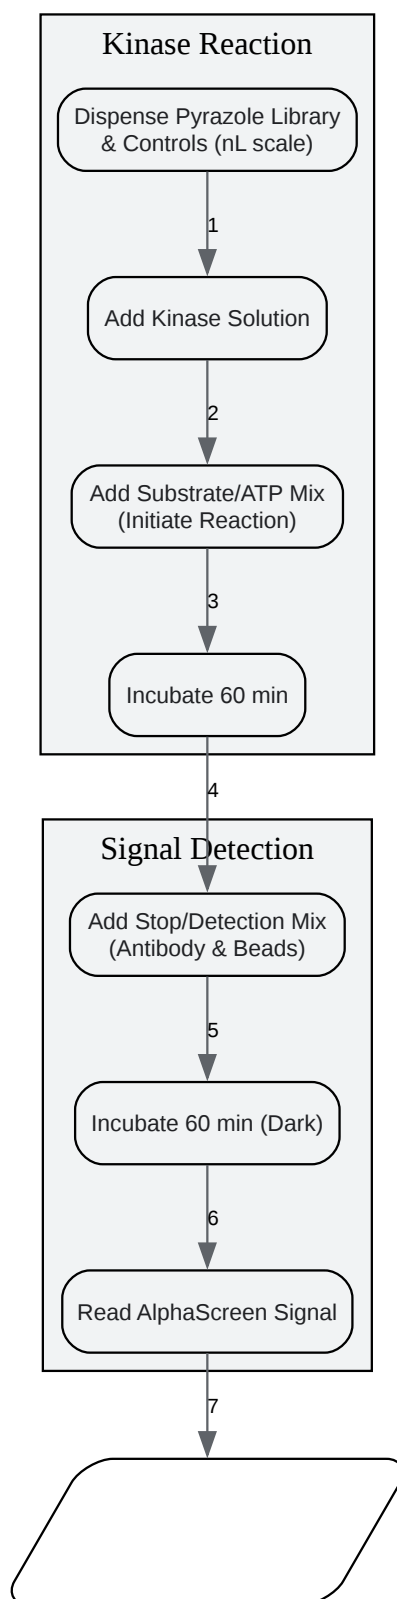 Kinase Reaction
Dispense Pyrazole Library
& Controls (nL scale)
1
Add Kinase Solution
2
Add Substrate/ATP Mix
(Initiate Reaction)
3
Incubate 60 min
4
Signal Detection
Add Stop/Detection Mix
(Antibody & Beads)
5
Incubate 60 min (Dark)
6
Read AlphaScreen Signal
7